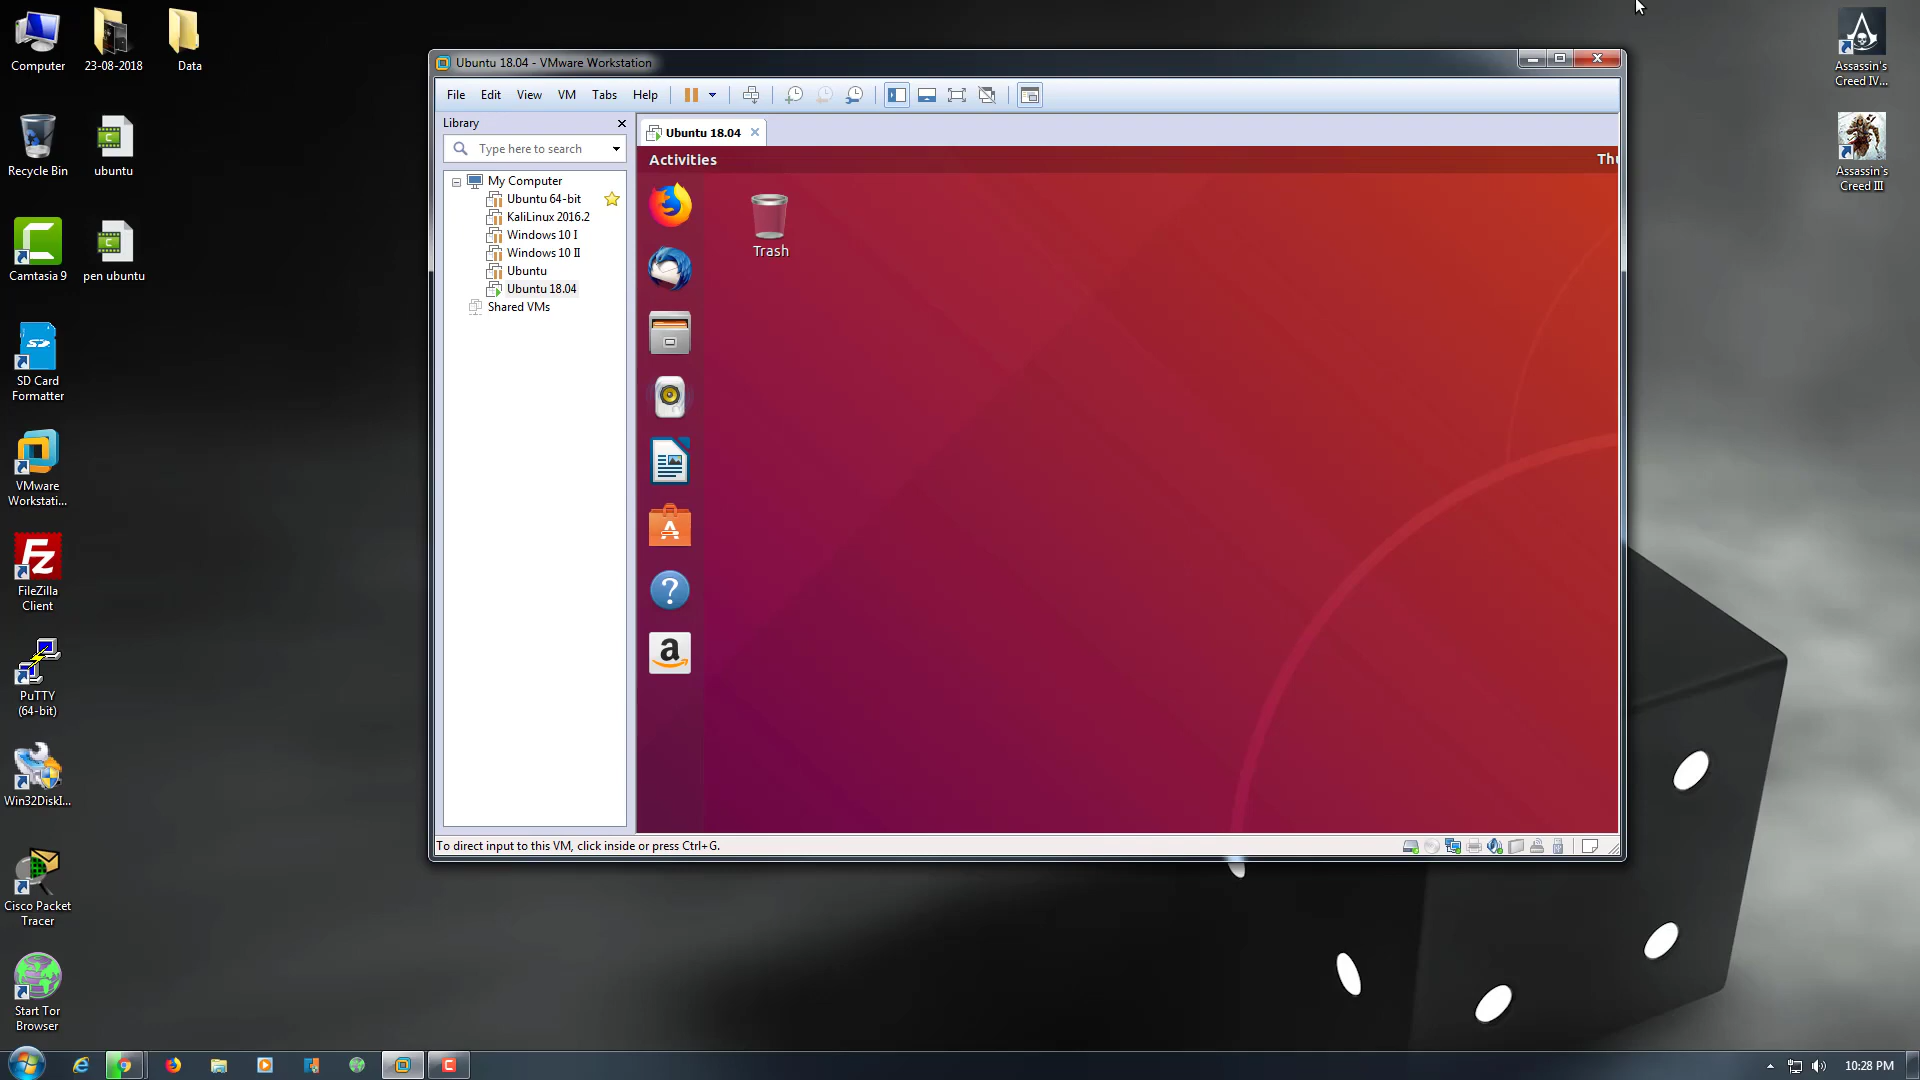 Computer
23-08-2018
Data
Recycle Bin
ubuntu
Camtasia 9
pen ubuntu
SD Card
Formatter
VMware
Workstati...
FileZilla
Client
PuTTY
(64-bit)
Win32DiskI...
Cisco Packet
Tracer
Start Tor
Browser
Assassin's
Creed IV...
Assassin's
Creed III
Ubuntu 18.04 - VMware Workstation
File Edit View VM Tabs Help
Library
Type here to search
My Computer
Ubuntu 64-bit
KaliLinux 2016.2
Windows 10 I
Windows 10 II
Ubuntu
Ubuntu 18.04
Shared VMs
Ubuntu 18.04
Activities
Thu
Trash
To direct input to this VM, click inside or press Ctrl+G.
10:28 PM